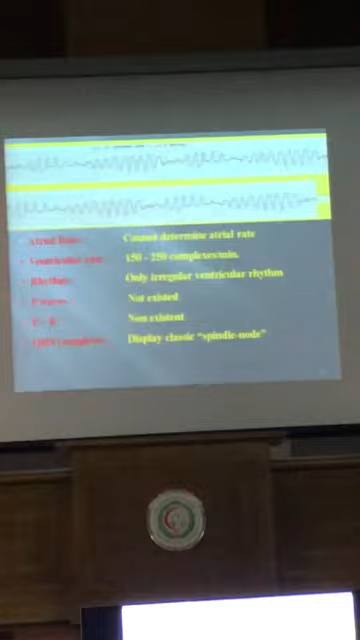 Atrial Rate: Cannot determine atrial rate
Ventricular rate: 150 - 250 complexes/min.
Rhythm: Only irregular ventricular rhythm
P waves: Not existed
P - R: Non existent
QRS complexes: Display classic "spindle-node"